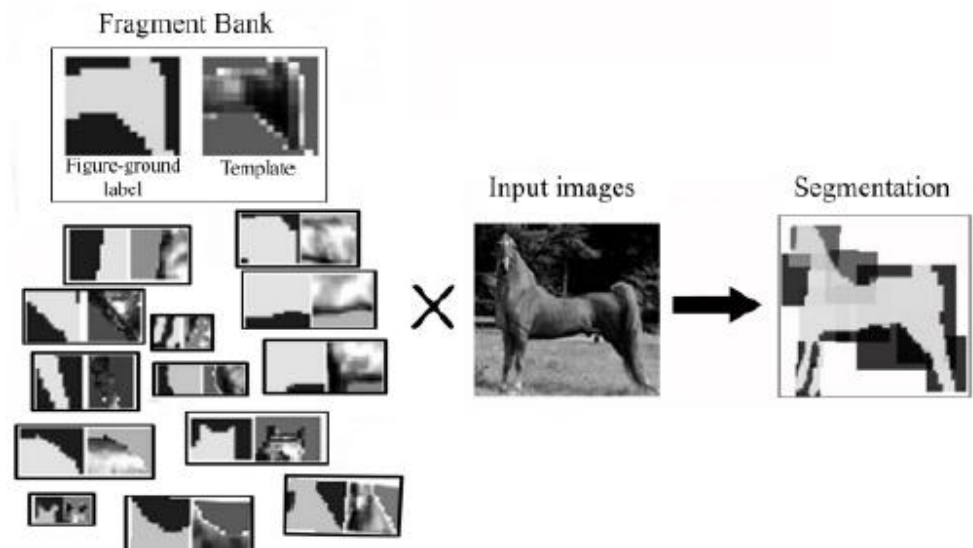 Fragment Bank
Figure-ground
label
Template
Input images
Segmentation